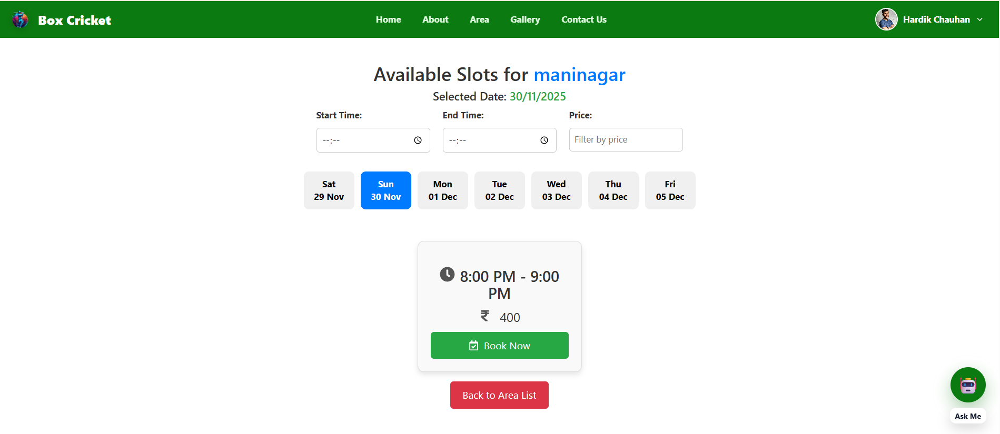 Box Cricket
Home About Area Gallery Contact Us
Hardik Chauhan
Available Slots for maninagar
Selected Date: 30/11/2025
Start Time: End Time: Price:
--:-- --:-- Filter by price
Sat Sun Mon Tue Wed Thu Fri
29 Nov 30 Nov 01 Dec 02 Dec 03 Dec 04 Dec 05 Dec
8:00 PM - 9:00
PM
₹ 400
Book Now
Back to Area List
Ask Me